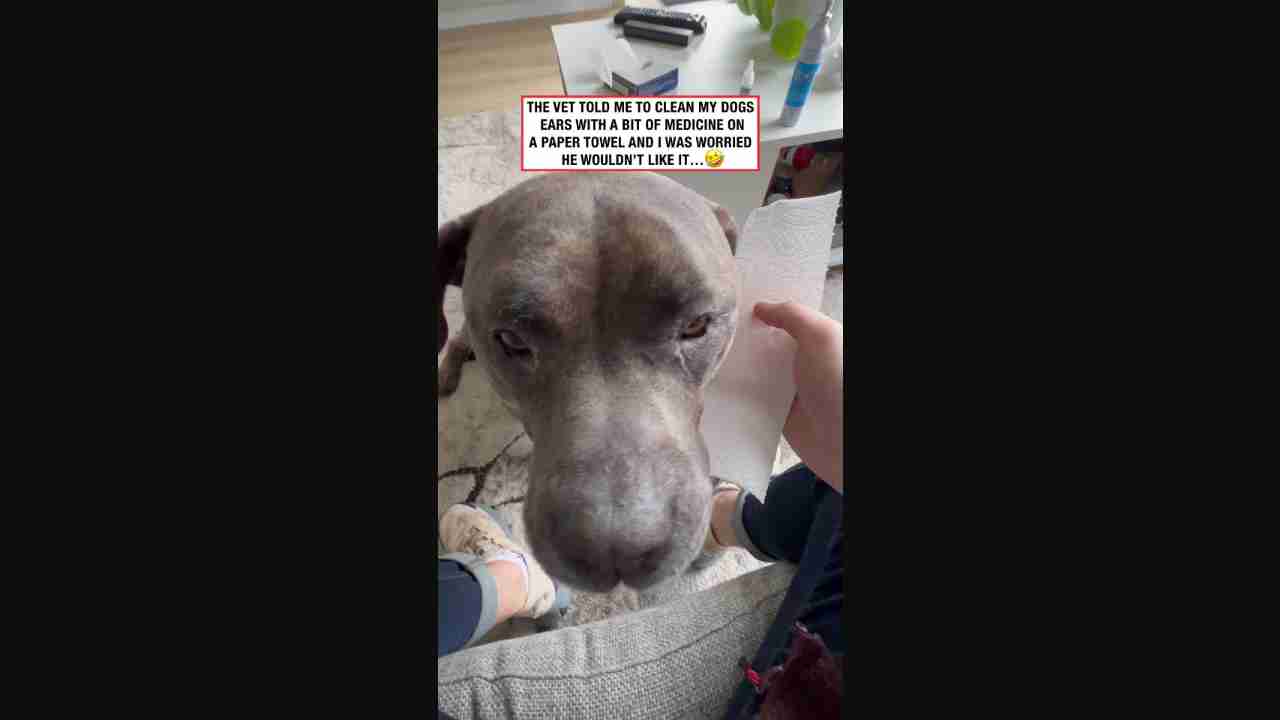 THE VET TOLD ME TO CLEAN MY DOGS
EARS WITH A BIT OF MEDICINE ON
A PAPER TOWEL AND I WAS WORRIED
HE WOULDN'T LIKE IT...🤣